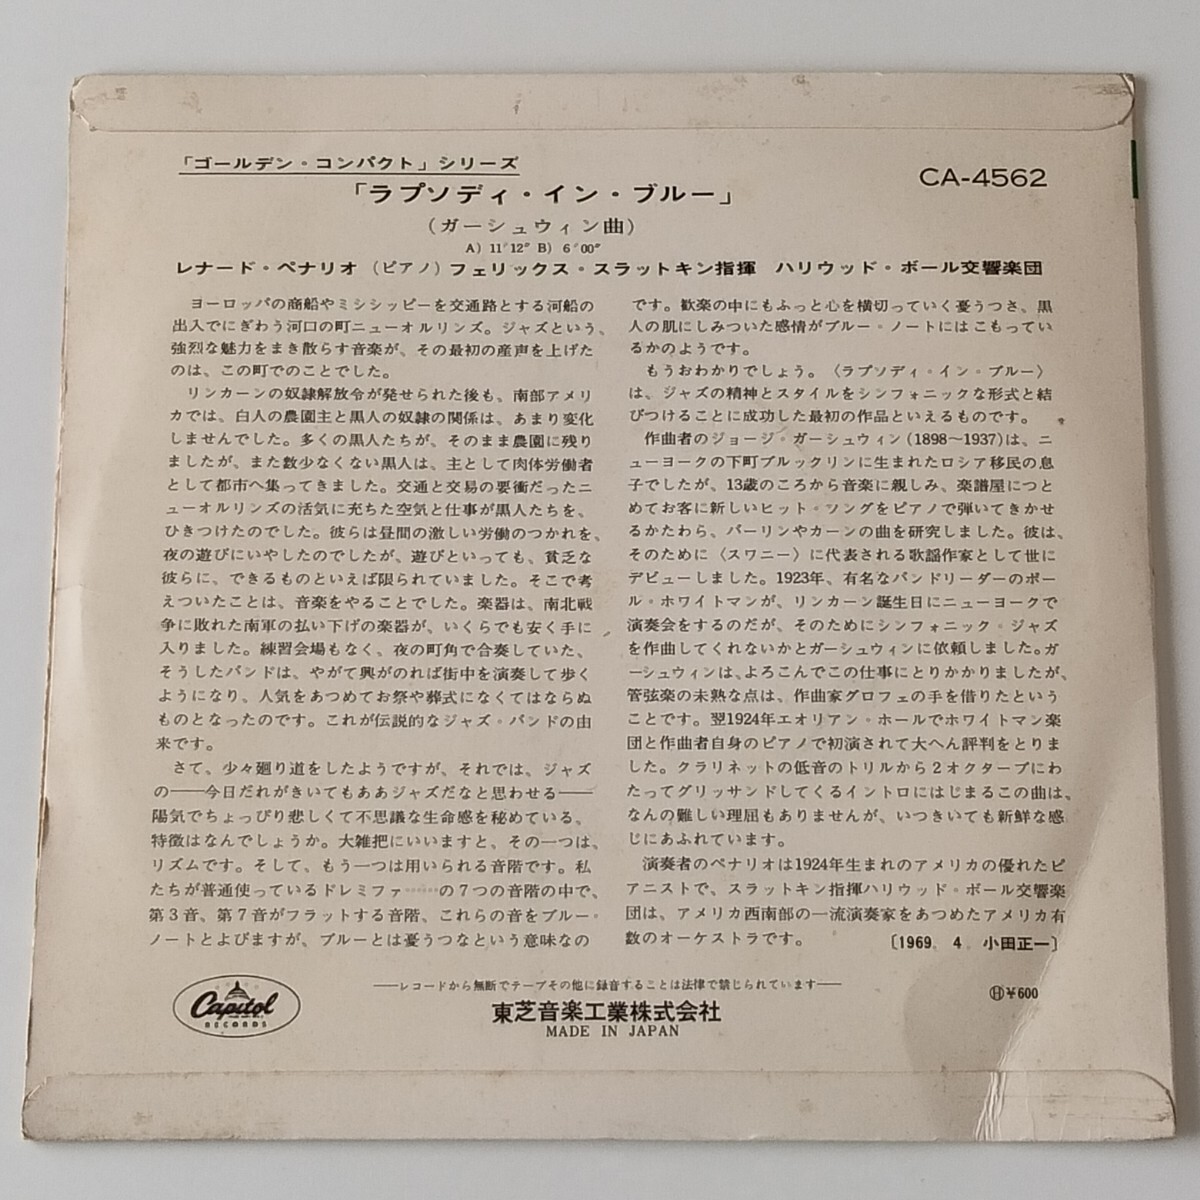 「ゴールデン・コンパクト」シリーズ
CA-4562
「ラプソディ・イン・ブルー」
(ガーシュウィン曲)
A) 11′12″ B) 6′00″
レナード・ペナリオ (ピアノ) フェリックス・スラットキン指揮 ハリウッド・ボール交響楽団
ヨーロッパの商船やミシシッピーを交通路とする河船の
出入でにぎわう河口の町ニューオルリンズ。ジャズという、
強烈な魅力をまき散らす音楽が、その最初の産声を上げた
のは、この町でのことでした。
リンカーンの奴隷解放令が発せられた後も、南部アメリ
カでは、白人の農園主と黒人の奴隷の関係は、あまり変化
しませんでした。多くの黒人たちが、そのまま農園に残り
ましたが、また数少なくない黒人は、主として肉体労働者
として都市へ集ってきました。交通と交易の要衝だったニ
ューオルリンズの活気に充ちた空気と仕事が黒人たちを、
ひきつけたのでした。彼らは昼間の激しい労働のつかれを、
夜の遊びにいやしたのでしたが、遊びといっても、貧乏な
彼らに、できるものといえば限られていました。そこで考
えついたことは、音楽をやることでした。楽器は、南北戦
争に敗れた南軍の払い下げの楽器が、いくらでも安く手に
入りました。練習会場もなく、夜の町角で合奏していた、
そうしたバンドは、やがて興がのれば街中を演奏して歩く
ようになり、人気をあつめてお祭や葬式になくてはならぬ
ものとなったのです。これが伝説的なジャズ・バンドの由
来です。
さて、少々廻り道をしたようですが、それでは、ジャズ
の――今日だれがきいてもああジャズだなと思わせる――
陽気でちょっぴり悲しくて不思議な生命感を秘めている、
特徴はなんでしょうか。大雑把にいいますと、その一つは、
リズムです。そして、もう一つは用いられる音階です。私
たちが普通使っているドレミファ……の7つの音階の中で、
第3音、第7音がフラットする音階、これらの音をブルー・
ノートとよびますが、ブルーとは憂うつなという意味なの
です。歓楽の中にもふっと心を横切っていく憂うつさ、黒
人の肌にしみついた感情がブルー・ノートにはこもってい
るかのようです。
もうおわかりでしょう。〈ラプソディ・イン・ブルー〉
は、ジャズの精神とスタイルをシンフォニックな形式と結
びつけることに成功した最初の作品といえるものです。
作曲者のジョージ・ガーシュウィン(1898〜1937)は、ニ
ューヨークの下町ブルックリンに生まれたロシア移民の息
子でしたが、13歳のころから音楽に親しみ、楽譜屋につと
めてお客に新しいヒット・ソングをピアノで弾いてきかせ
るかたわら、バーリンやカーンの曲を研究しました。彼は、
そのために〈スワニー〉に代表される歌謡作家として世に
デビューしました。1923年、有名なバンドリーダーのポー
ル・ホワイトマンが、リンカーン誕生日にニューヨークで
演奏会をするのだが、そのためにシンフォニック・ジャズ
を作曲してくれないかとガーシュウィンに依頼しました。ガ
ーシュウィンは、よろこんでこの仕事にとりかかりましたが、
管弦楽の未熟な点は、作曲家グロフェの手を借りたという
ことです。翌1924年エオリアン・ホールでホワイトマン楽
団と作曲者自身のピアノで初演されて大へん評判をとりま
した。クラリネットの低音のトリルから2オクターブにわ
たってグリッサンドしてくるイントロにはじまるこの曲は、
なんの難しい理屈もありませんが、いつきいても新鮮な感
じにあふれています。
演奏者のペナリオは1924年生まれのアメリカの優れたピ
アニストで、スラットキン指揮ハリウッド・ボール交響楽
団は、アメリカ西南部の一流演奏家をあつめたアメリカ有
数のオーケストラです。 〔1969. 4 小田正一〕
――レコードから無断でテープその他に録音することは法律で禁じられています――
Capitol
RECORDS
東芝音楽工業株式会社
MADE IN JAPAN
Ⓗ¥600